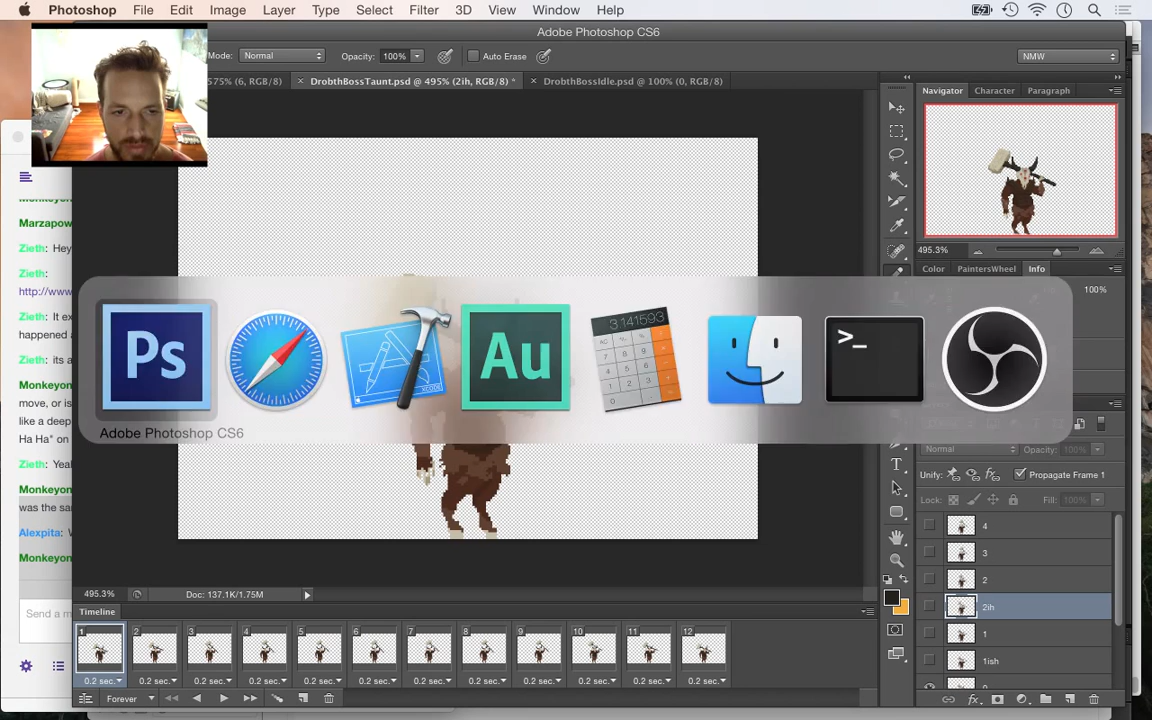 Photoshop File Edit Image Layer Type Select Filter 3D View Window Help
Adobe Photoshop CS6
Mode: Normal Opacity: 100% Auto Erase NMW
575% (6, RGB/8) × DrobthBossTaunt.psd @ 495% (2ih, RGB/8) * × DrobthBossIdle.psd @ 100% (0, RGB/8)
Navigator Character Paragraph
495.3%
Color PaintersWheel Info
100%
Marzapow
Zieth: Hey
Zieth:
http://www
Zieth: It ex
happened a
Zieth: its a
Monkeyon
move, or is
like a deep
Ha Ha* on
Zieth: Yeal
Monkeyon
was the sa
Alexpita: W
Monkeyon
Send a m
Ps
Au
3.141593
>_
Adobe Photoshop CS6
Normal Opacity: 100%
Unify: Propagate Frame 1
Lock: Fill: 100%
4
3
2
2ih
1
1ish
495.3% Doc: 137.1K/1.75M
Timeline
1 2 3 4 5 6 7 8 9 10 11 12
0.2 sec. 0.2 sec. 0.2 sec. 0.2 sec. 0.2 sec. 0.2 sec. 0.2 sec. 0.2 sec. 0.2 sec. 0.2 sec. 0.2 sec. 0.2 sec.
Forever